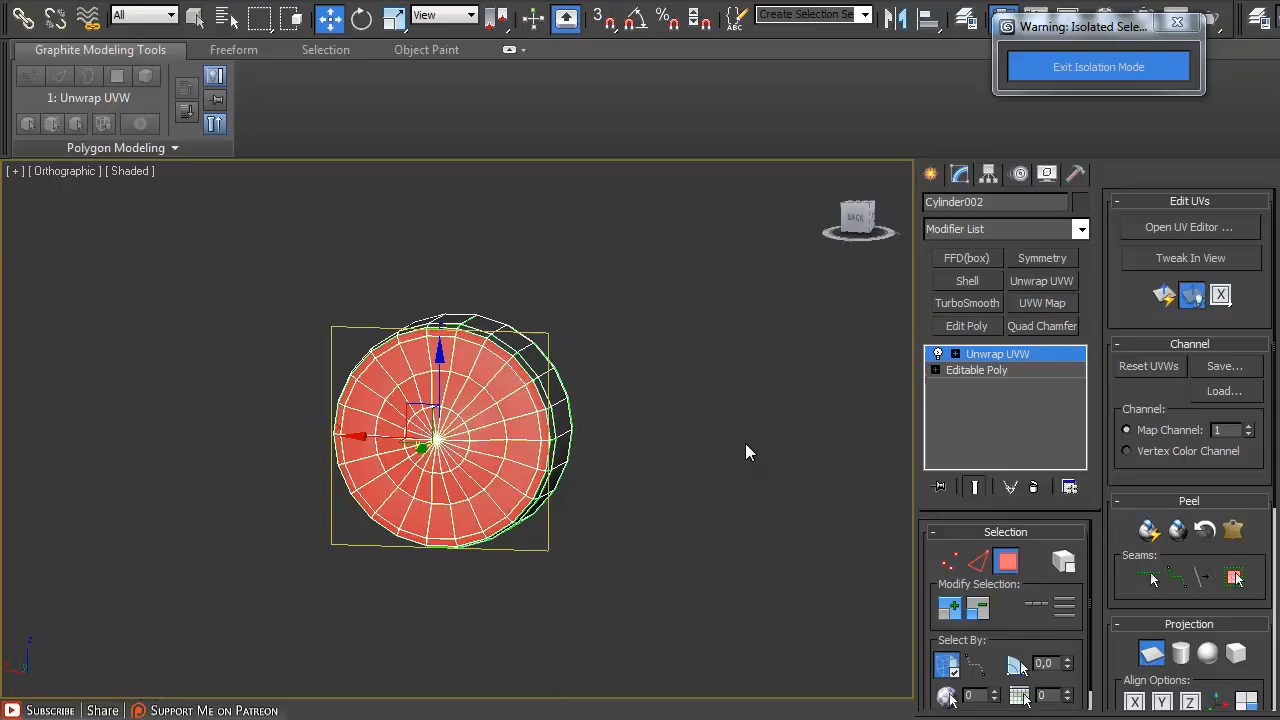 All
View
Create Selection Se
Warning: Isolated Sele...
Exit Isolation Mode
Graphite Modeling Tools
Freeform
Selection
Object Paint
1: Unwrap UVW
Polygon Modeling
[ + ] [ Orthographic ] [ Shaded ]
BACK
Cylinder002
Modifier List
FFD(box)
Symmetry
Shell
Unwrap UVW
TurboSmooth
UVW Map
Edit Poly
Quad Chamfer
Unwrap UVW
Editable Poly
Selection
Modify Selection:
Select By:
0,0
0
0
Edit UVs
Open UV Editor ...
Tweak In View
Channel
Reset UVWs
Save...
Load...
Channel:
Map Channel: 1
Vertex Color Channel
Peel
Seams:
Projection
Align Options:
X Y Z
z
x
y
Subscribe
Share
Support Me on Patreon